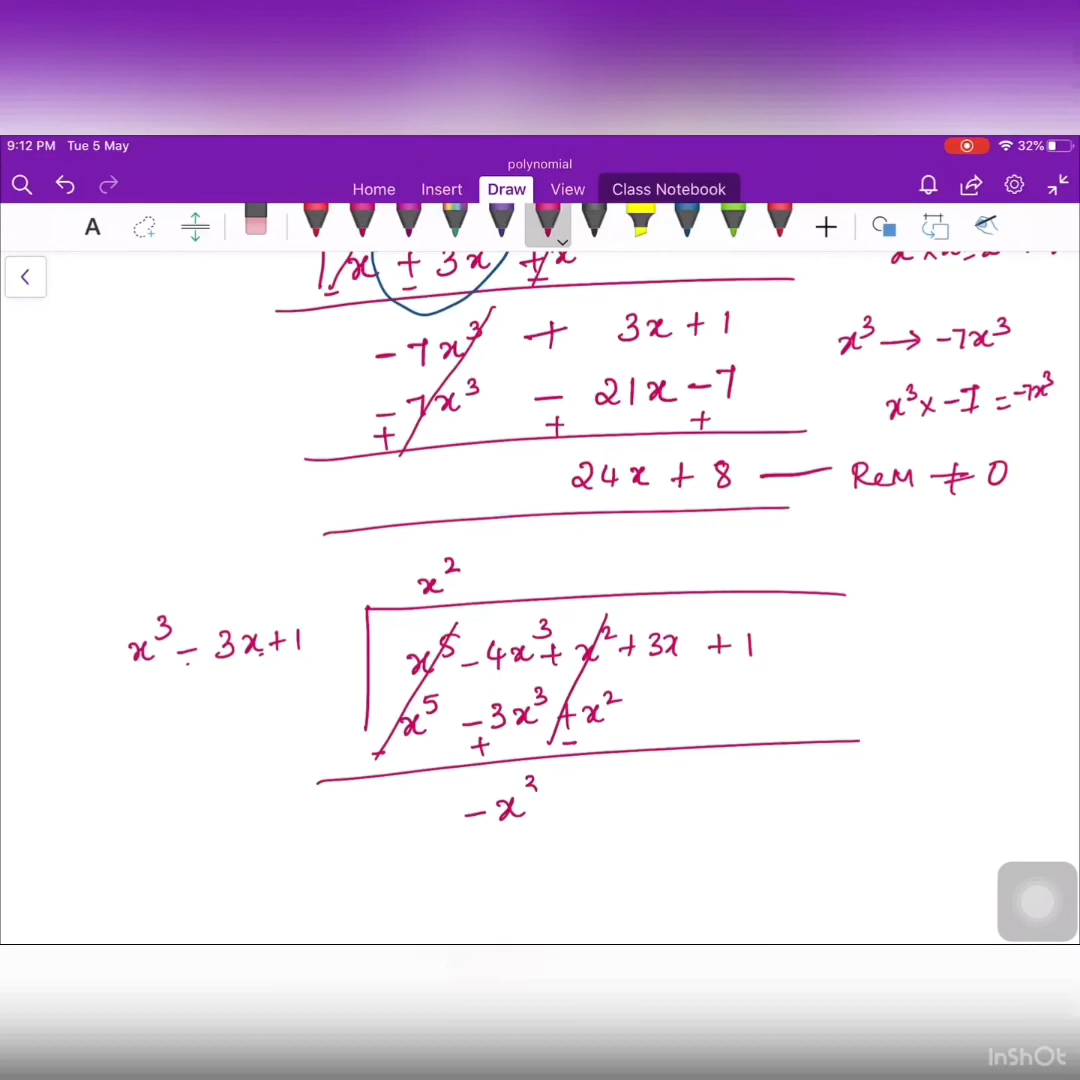 9:12 PM Tue 5 May 32%
polynomial
Home Insert Draw View Class Notebook
A
+ 3x + x
-7x³ + 3x + 1
x³ → -7x³
-7x³ - 21x - 7
+ + +
x³ x -7 = -7x³
24x + 8 — Rem ≠ 0
x²
x³ - 3x + 1
x⁵ - 4x³ + x² + 3x + 1
x⁵ - 3x³ + x²
- + -
-x³
InShOt